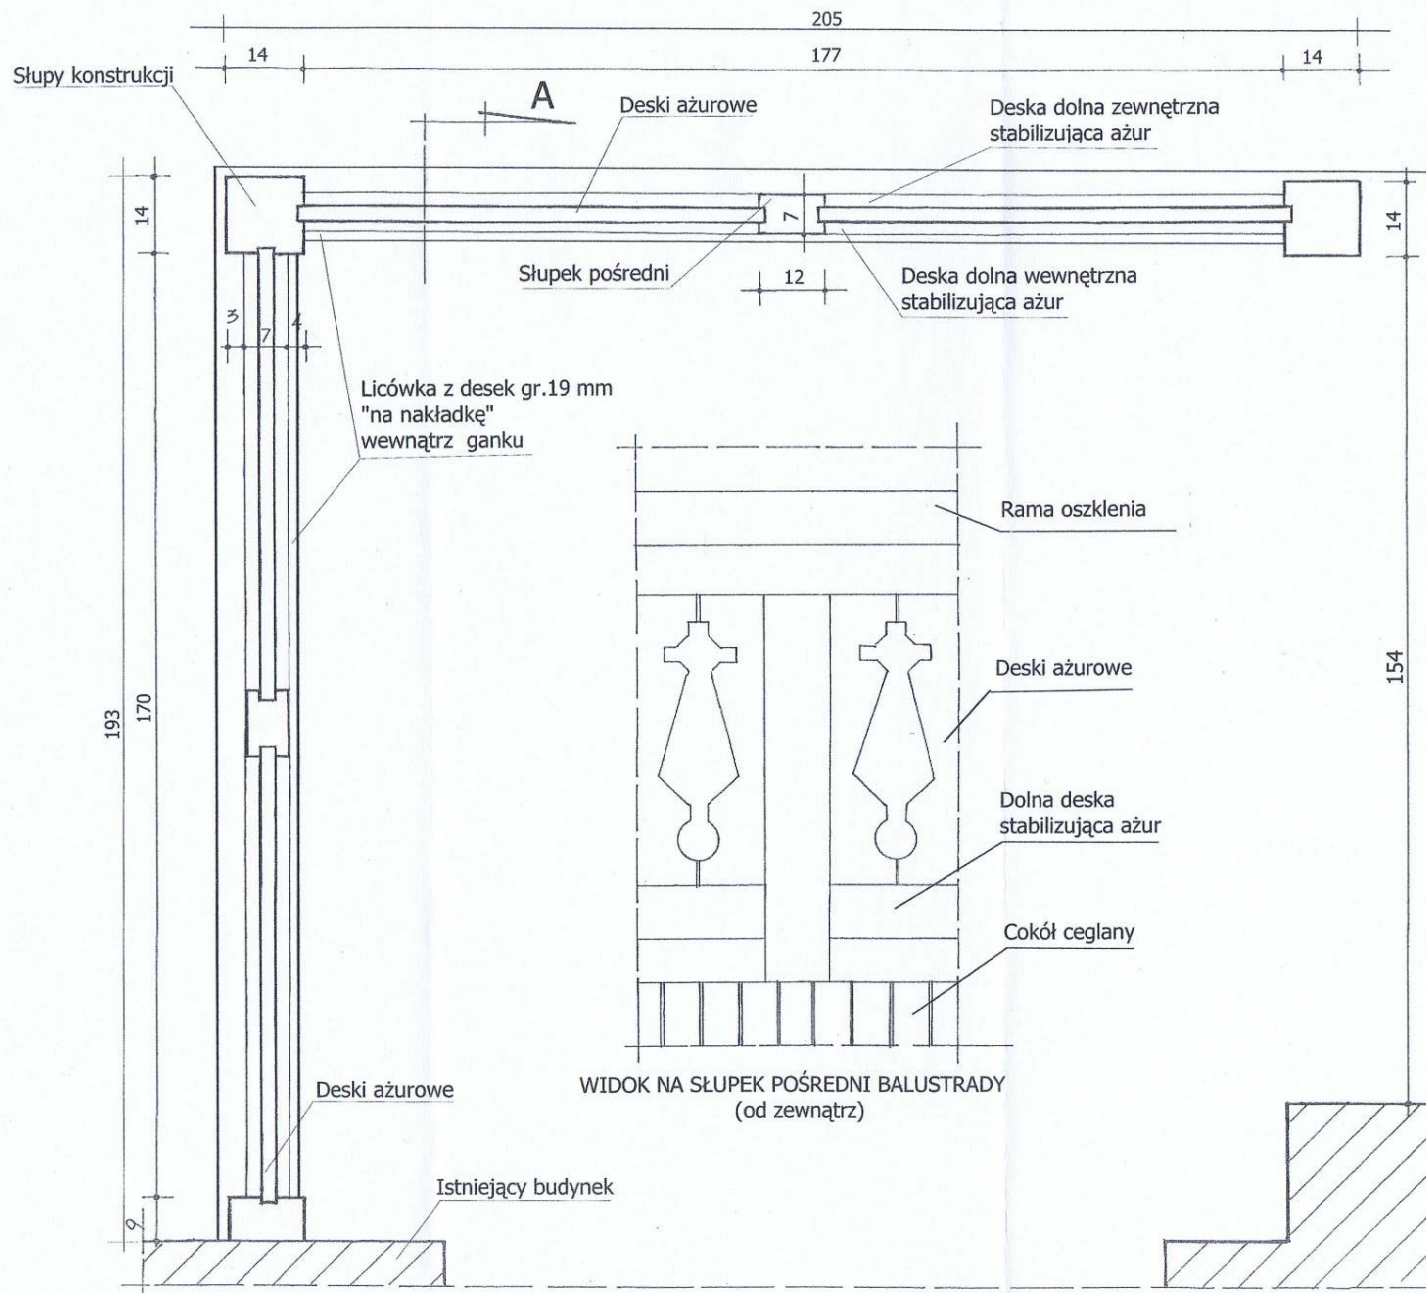 205
14
177
14
Słupy konstrukcji
A
Deski ażurowe
Deska dolna zewnętrzna
stabilizująca ażur
14
7
14
Słupek pośredni
12
Deska dolna wewnętrzna
stabilizująca ażur
3
7
4
Licówka z desek gr.19 mm
"na nakładkę"
wewnątrz ganku
Rama oszklenia
Deski ażurowe
154
170
193
Dolna deska
stabilizująca ażur
Cokół ceglany
WIDOK NA SŁUPEK POŚREDNI BALUSTRADY
(od zewnątrz)
Deski ażurowe
Istniejący budynek
9